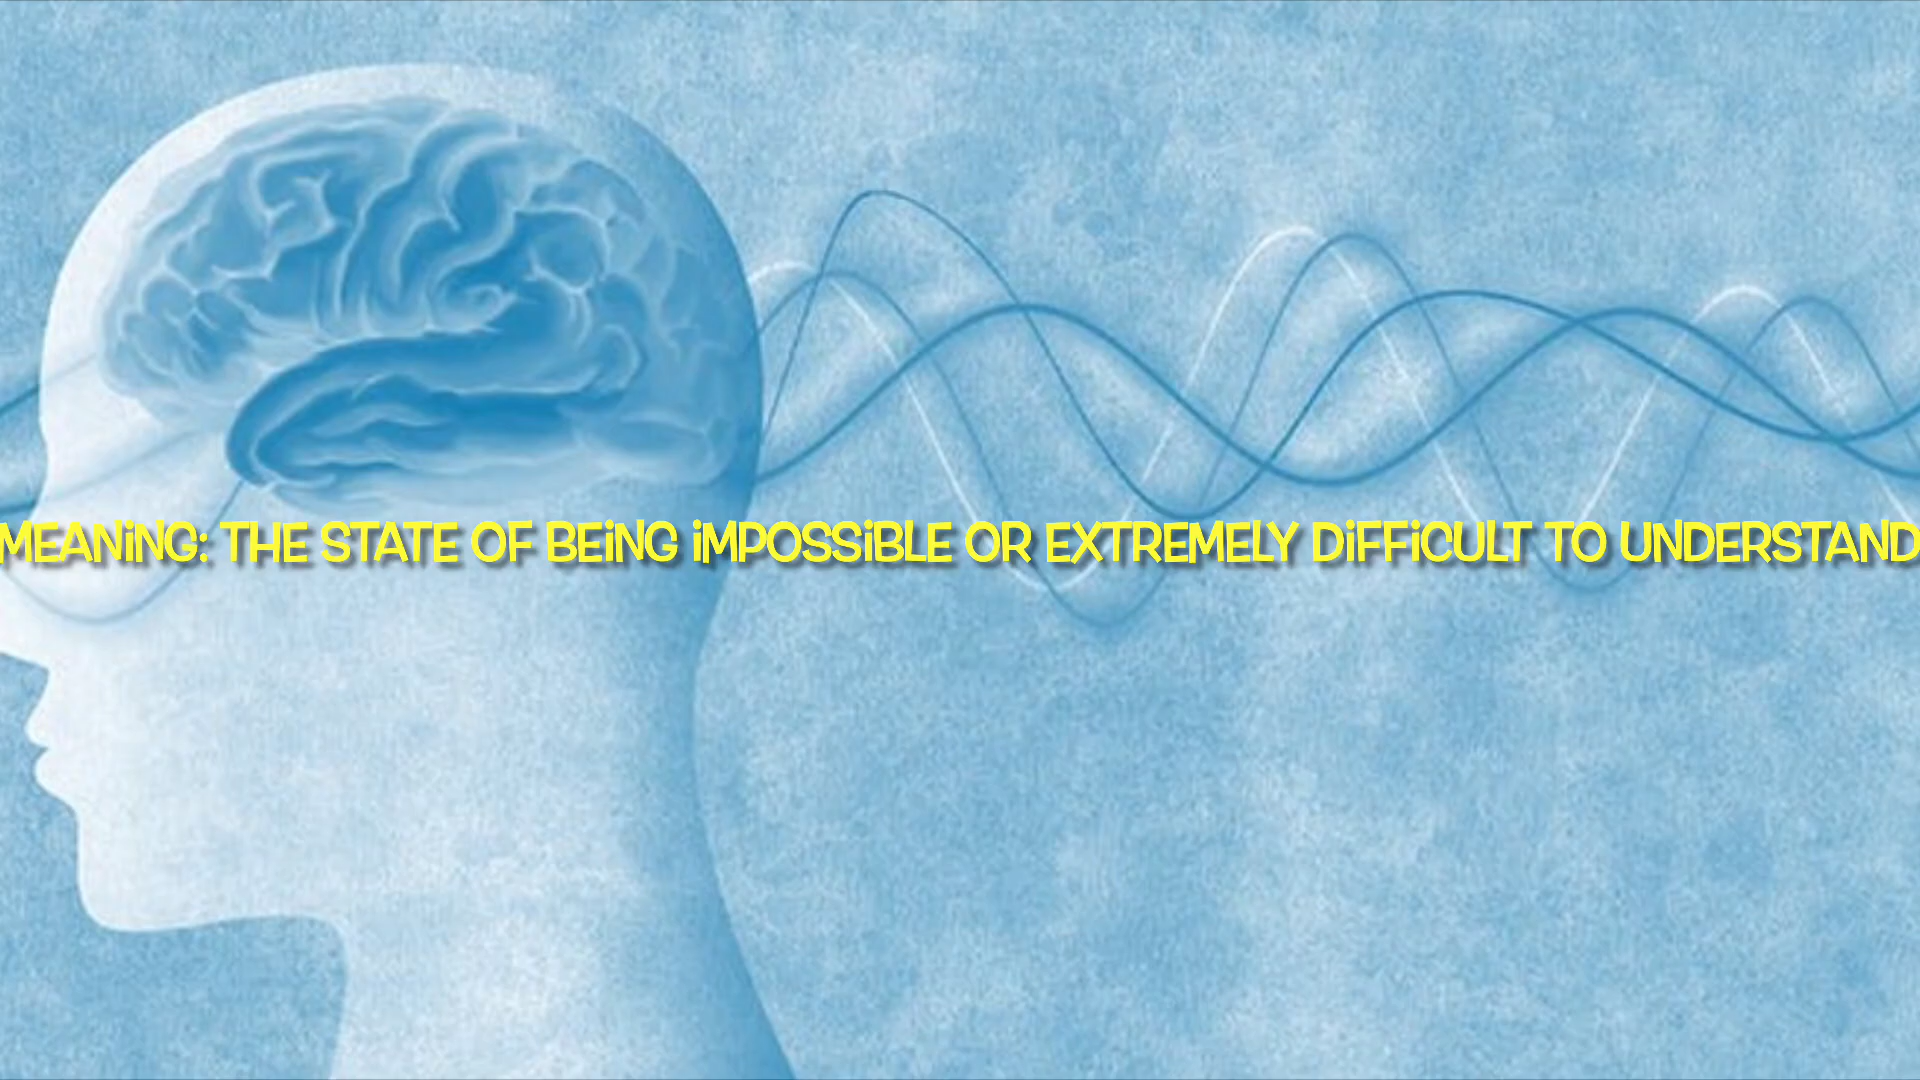 MEANiNG: THE STATE OF BEiNG iMPOSSiBLE OR EXTREMELY DiFFiCULT TO UNDERSTAND